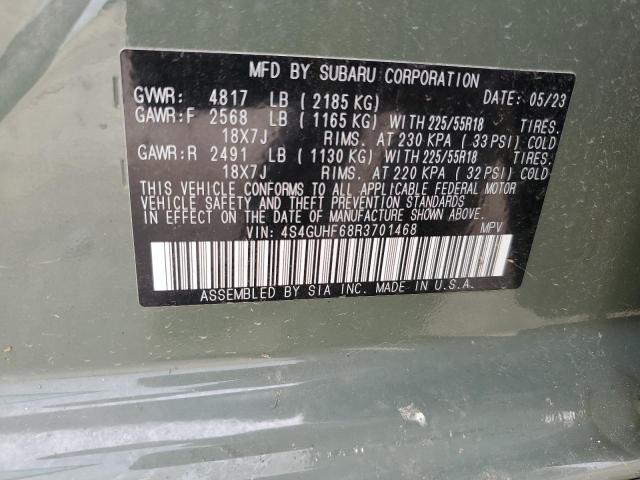 MFD BY SUBARU CORPORATION
GVWR: 4817 LB ( 2185 KG) DATE: 05/23
GAWR:F 2568 LB ( 1165 KG) WITH 225/55R18 TIRES,
18X7J RIMS, AT 230 KPA ( 33 PSI) COLD
GAWR:R 2491 LB ( 1130 KG) WITH 225/55R18 TIRES,
18X7J RIMS, AT 220 KPA ( 32 PSI) COLD
THIS VEHICLE CONFORMS TO ALL APPLICABLE FEDERAL MOTOR
VEHICLE SAFETY AND THEFT PREVENTION STANDARDS
IN EFFECT ON THE DATE OF MANUFACTURE SHOWN ABOVE.
VIN: 4S4GUHF68R3701468 MPV
ASSEMBLED BY SIA INC. MADE IN U.S.A.